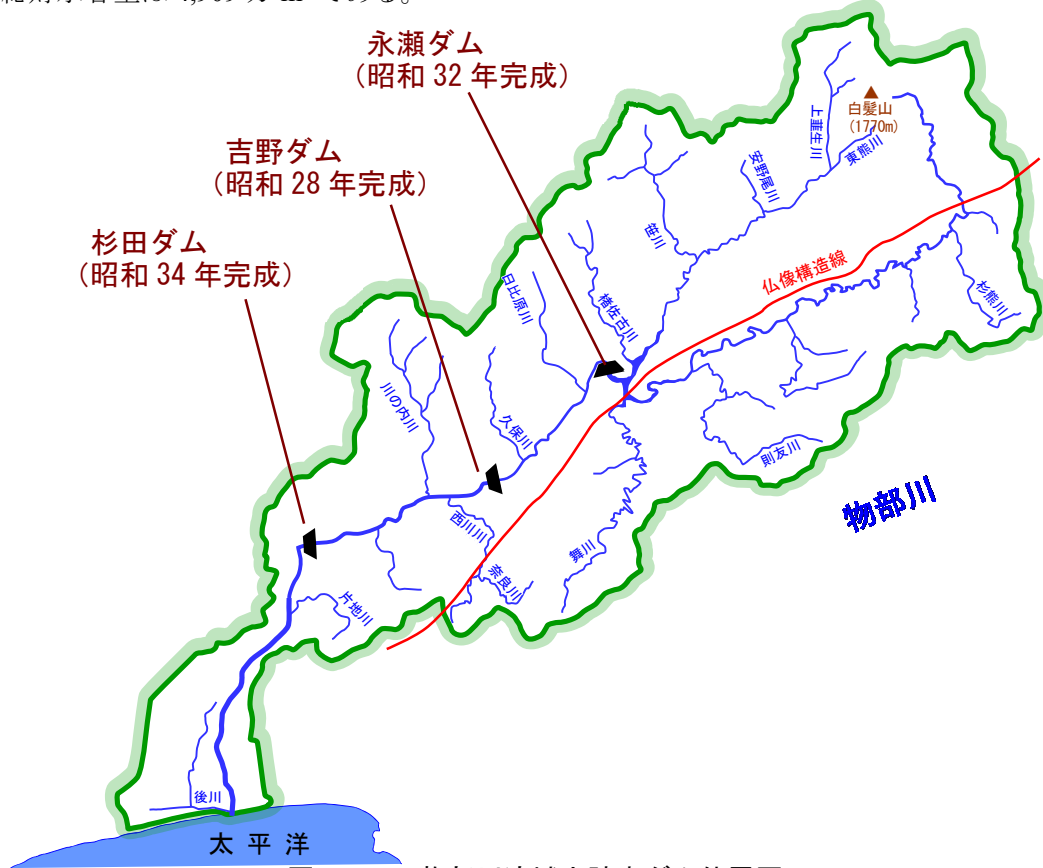 永瀬ダム
（昭和 32 年完成）
吉野ダム
（昭和 28 年完成）
杉田ダム
（昭和 34 年完成）
白髪山
（1770m）
上韮生川
東熊川
安野尾川
笹川
楮佐古川
日比原川
仏像構造線
杉熊川
川の内川
久保川
則友川
物部川
西川川
舞川
奈良川
片地川
後川
太 平 洋